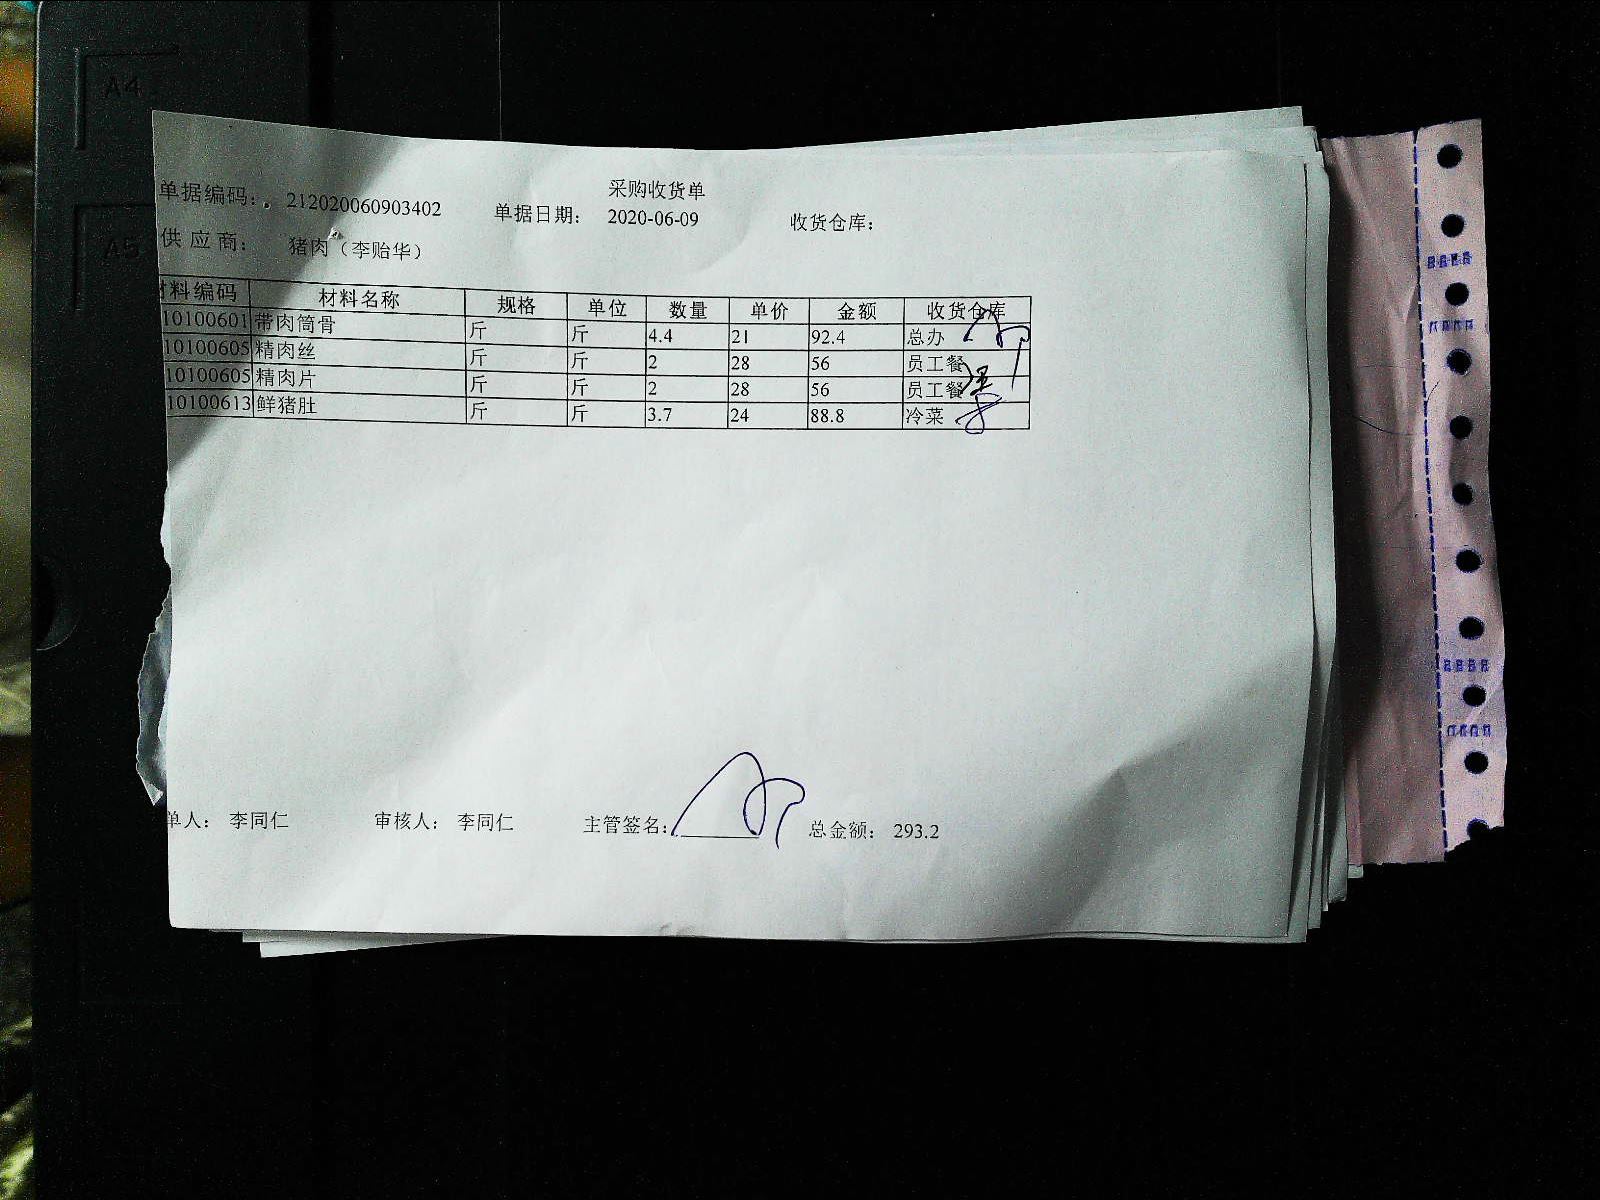 A4
A5
采购收货单
单据编码: 212020060903402 单据日期: 2020-06-09 收货仓库:
供应商: 猪肉（李贻华）
材料编码 材料名称 规格 单位 数量 单价 金额 收货仓库
10100601 带肉筒骨 斤 斤 4.4 21 92.4 总办
10100605 精肉丝 斤 斤 2 28 56 员工餐
10100605 精肉片 斤 斤 2 28 56 员工餐
10100613 鲜猪肚 斤 斤 3.7 24 88.8 冷菜
单人: 李同仁 审核人: 李同仁 主管签名: 总金额: 293.2